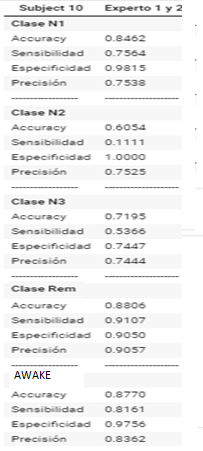 Subject 10 Experto 1 y 2
Clase N1
Accuracy 0.8462
Sensibilidad 0.7564
Especificidad 0.9815
Precisión 0.7538
------------------ --------------------
Clase N2
Accuracy 0.6054
Sensibilidad 0.1111
Especificidad 1.0000
Precisión 0.7525
------------------ --------------------
Clase N3
Accuracy 0.7195
Sensibilidad 0.5366
Especificidad 0.7447
Precisión 0.7444
------------------ --------------------
Clase Rem
Accuracy 0.8806
Sensibilidad 0.9107
Especificidad 0.9050
Precisión 0.9057
------------------ --------------------
AWAKE
Accuracy 0.8770
Sensibilidad 0.8161
Especificidad 0.9756
Precisión 0.8362